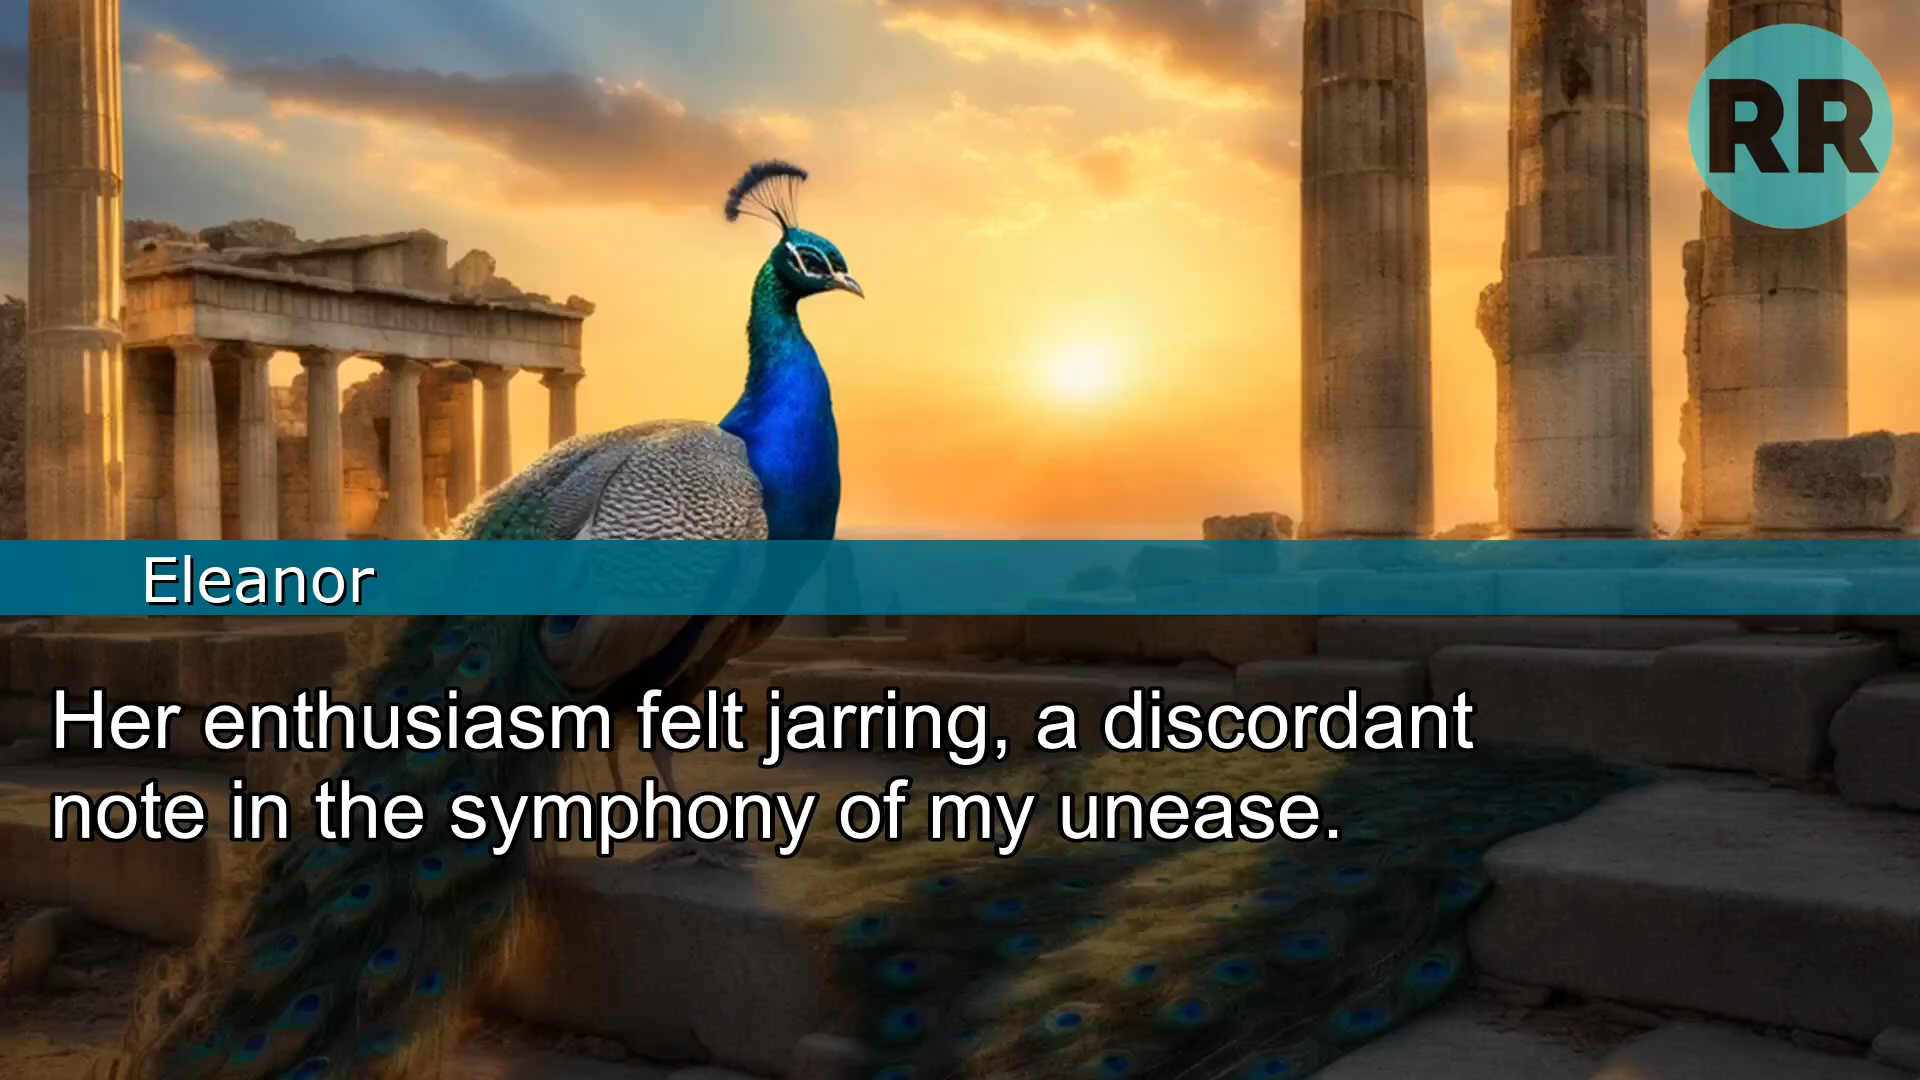 RR
Eleanor
Her enthusiasm felt jarring, a discordant
note in the symphony of my unease.